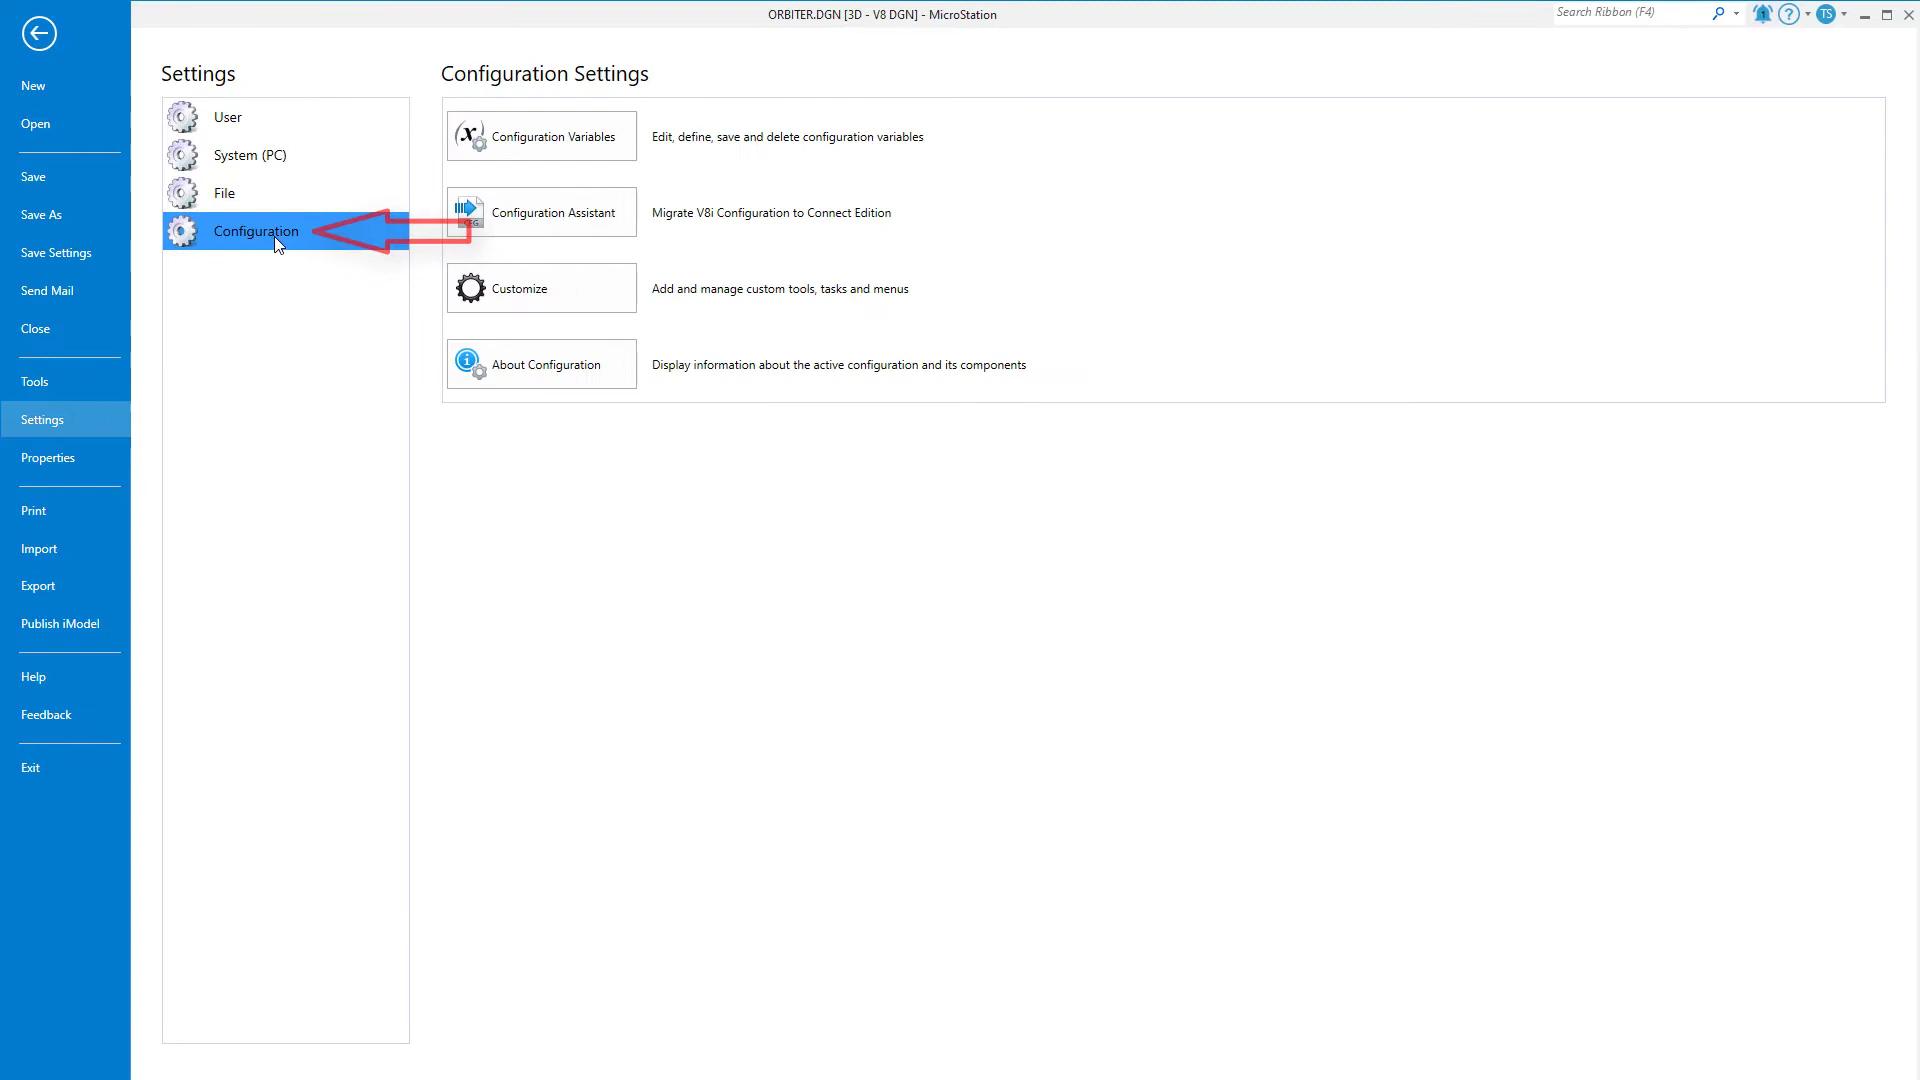 ORBITER.DGN [3D - V8 DGN] - MicroStation
Search Ribbon (F4)
1
?
TS
New
Open
Save
Save As
Save Settings
Send Mail
Close
Tools
Settings
Properties
Print
Import
Export
Publish iModel
Help
Feedback
Exit
Settings
User
System (PC)
File
Configuration
Configuration Settings
(x) Configuration Variables Edit, define, save and delete configuration variables
CFG Configuration Assistant Migrate V8i Configuration to Connect Edition
Customize Add and manage custom tools, tasks and menus
i About Configuration Display information about the active configuration and its components